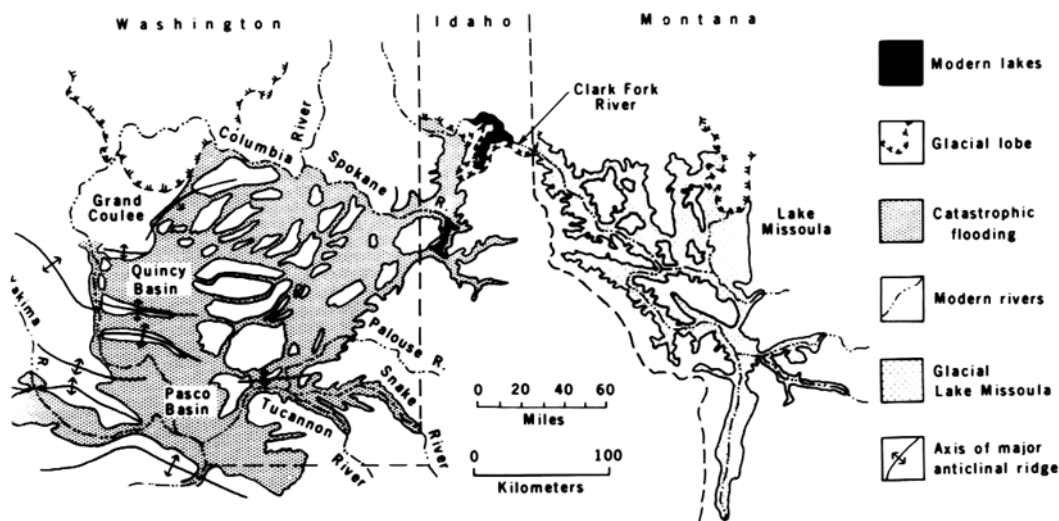 Washington
Idaho
Montana
Clark Fork
River
Columbia
River
Spokane
R
Grand
Coulee
Lake
Missoula
Quincy
Basin
Yakima
R
Palouse R
Snake
River
Pasco
Basin
Tucannon
River
0 20 40 60
Miles
0 100
Kilometers
Modern lakes
Glacial lobe
Catastrophic
flooding
Modern rivers
Glacial
Lake Missoula
Axis of major
anticlinal ridge